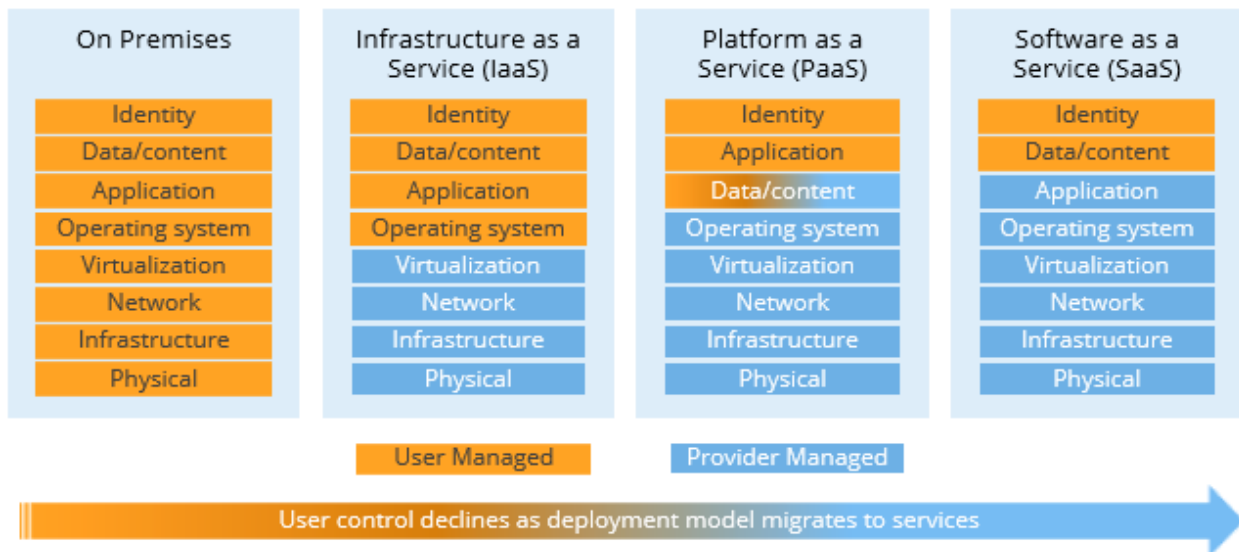 On Premises
Identity
Data/content
Application
Operating system
Virtualization
Network
Infrastructure
Physical
Infrastructure as a
Service (IaaS)
Identity
Data/content
Application
Operating system
Virtualization
Network
Infrastructure
Physical
Platform as a
Service (PaaS)
Identity
Application
Data/content
Operating system
Virtualization
Network
Infrastructure
Physical
Software as a
Service (SaaS)
Identity
Data/content
Application
Operating system
Virtualization
Network
Infrastructure
Physical
User Managed
Provider Managed
User control declines as deployment model migrates to services